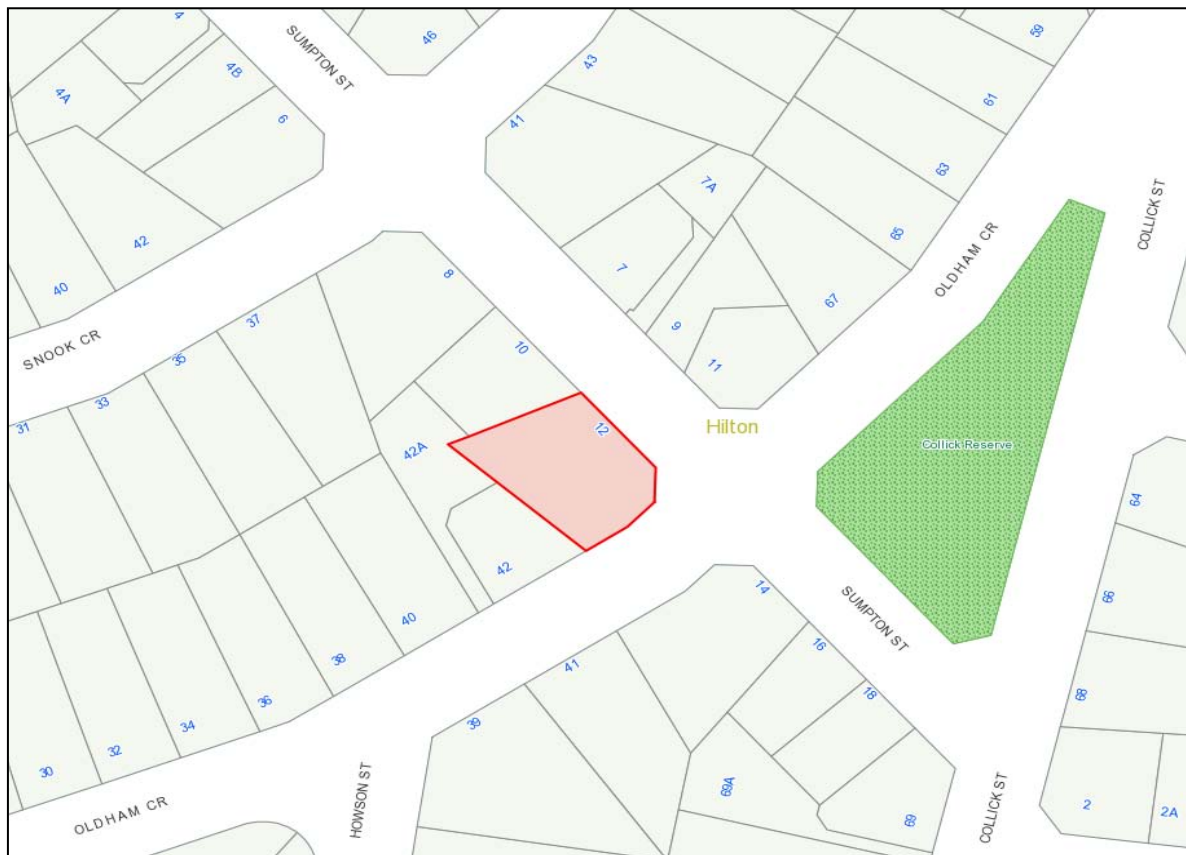 4
SUMPTON ST
46
43
59
4B
4A
61
6
41
63
7A
COLLICK ST
65
42
OLDHAM CR
7
8
40
67
37
9
SNOOK CR
35
10
11
33
31
12
Hilton
42A
Collick Reserve
64
42
14
66
SUMPTON ST
40
16
41
38
68
18
36
39
34
32
69A
30
HOWSON ST
COLLICK ST
2
2A
OLDHAM CR
69